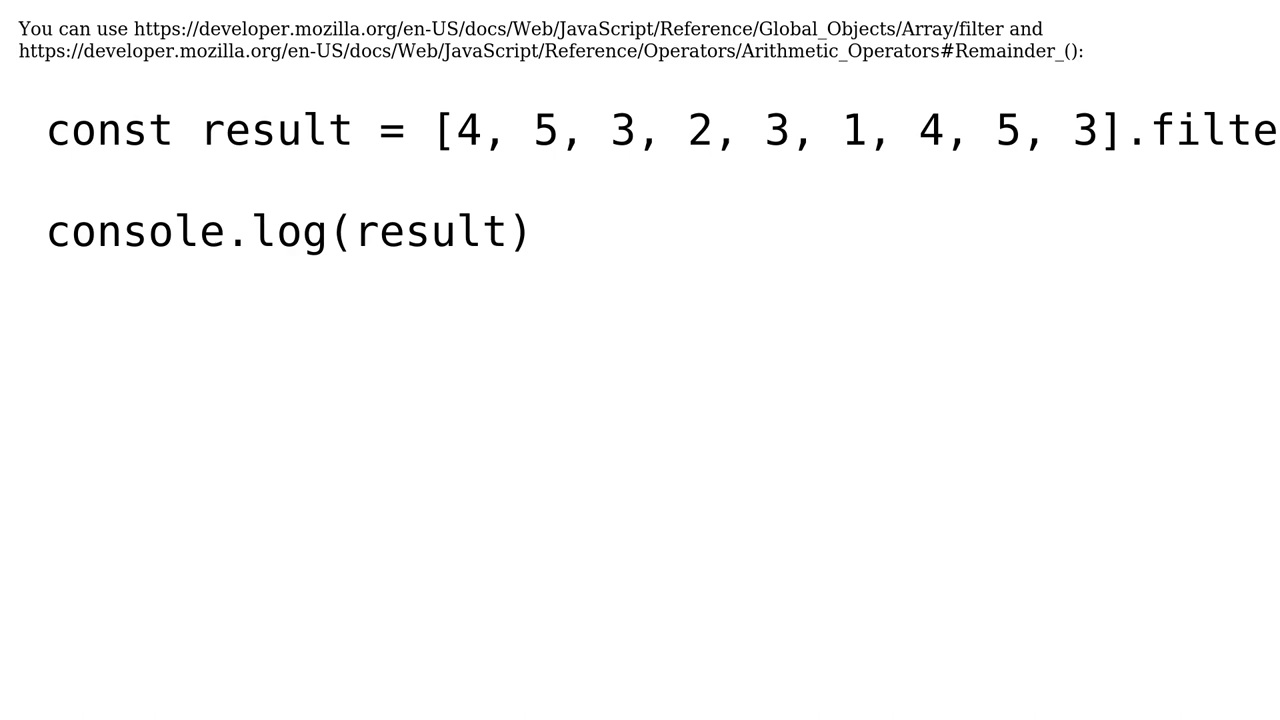 You can use https://developer.mozilla.org/en-US/docs/Web/JavaScript/Reference/Global_Objects/Array/filter and
https://developer.mozilla.org/en-US/docs/Web/JavaScript/Reference/Operators/Arithmetic_Operators#Remainder_():
const result = [4, 5, 3, 2, 3, 1, 4, 5, 3].filte
console.log(result)